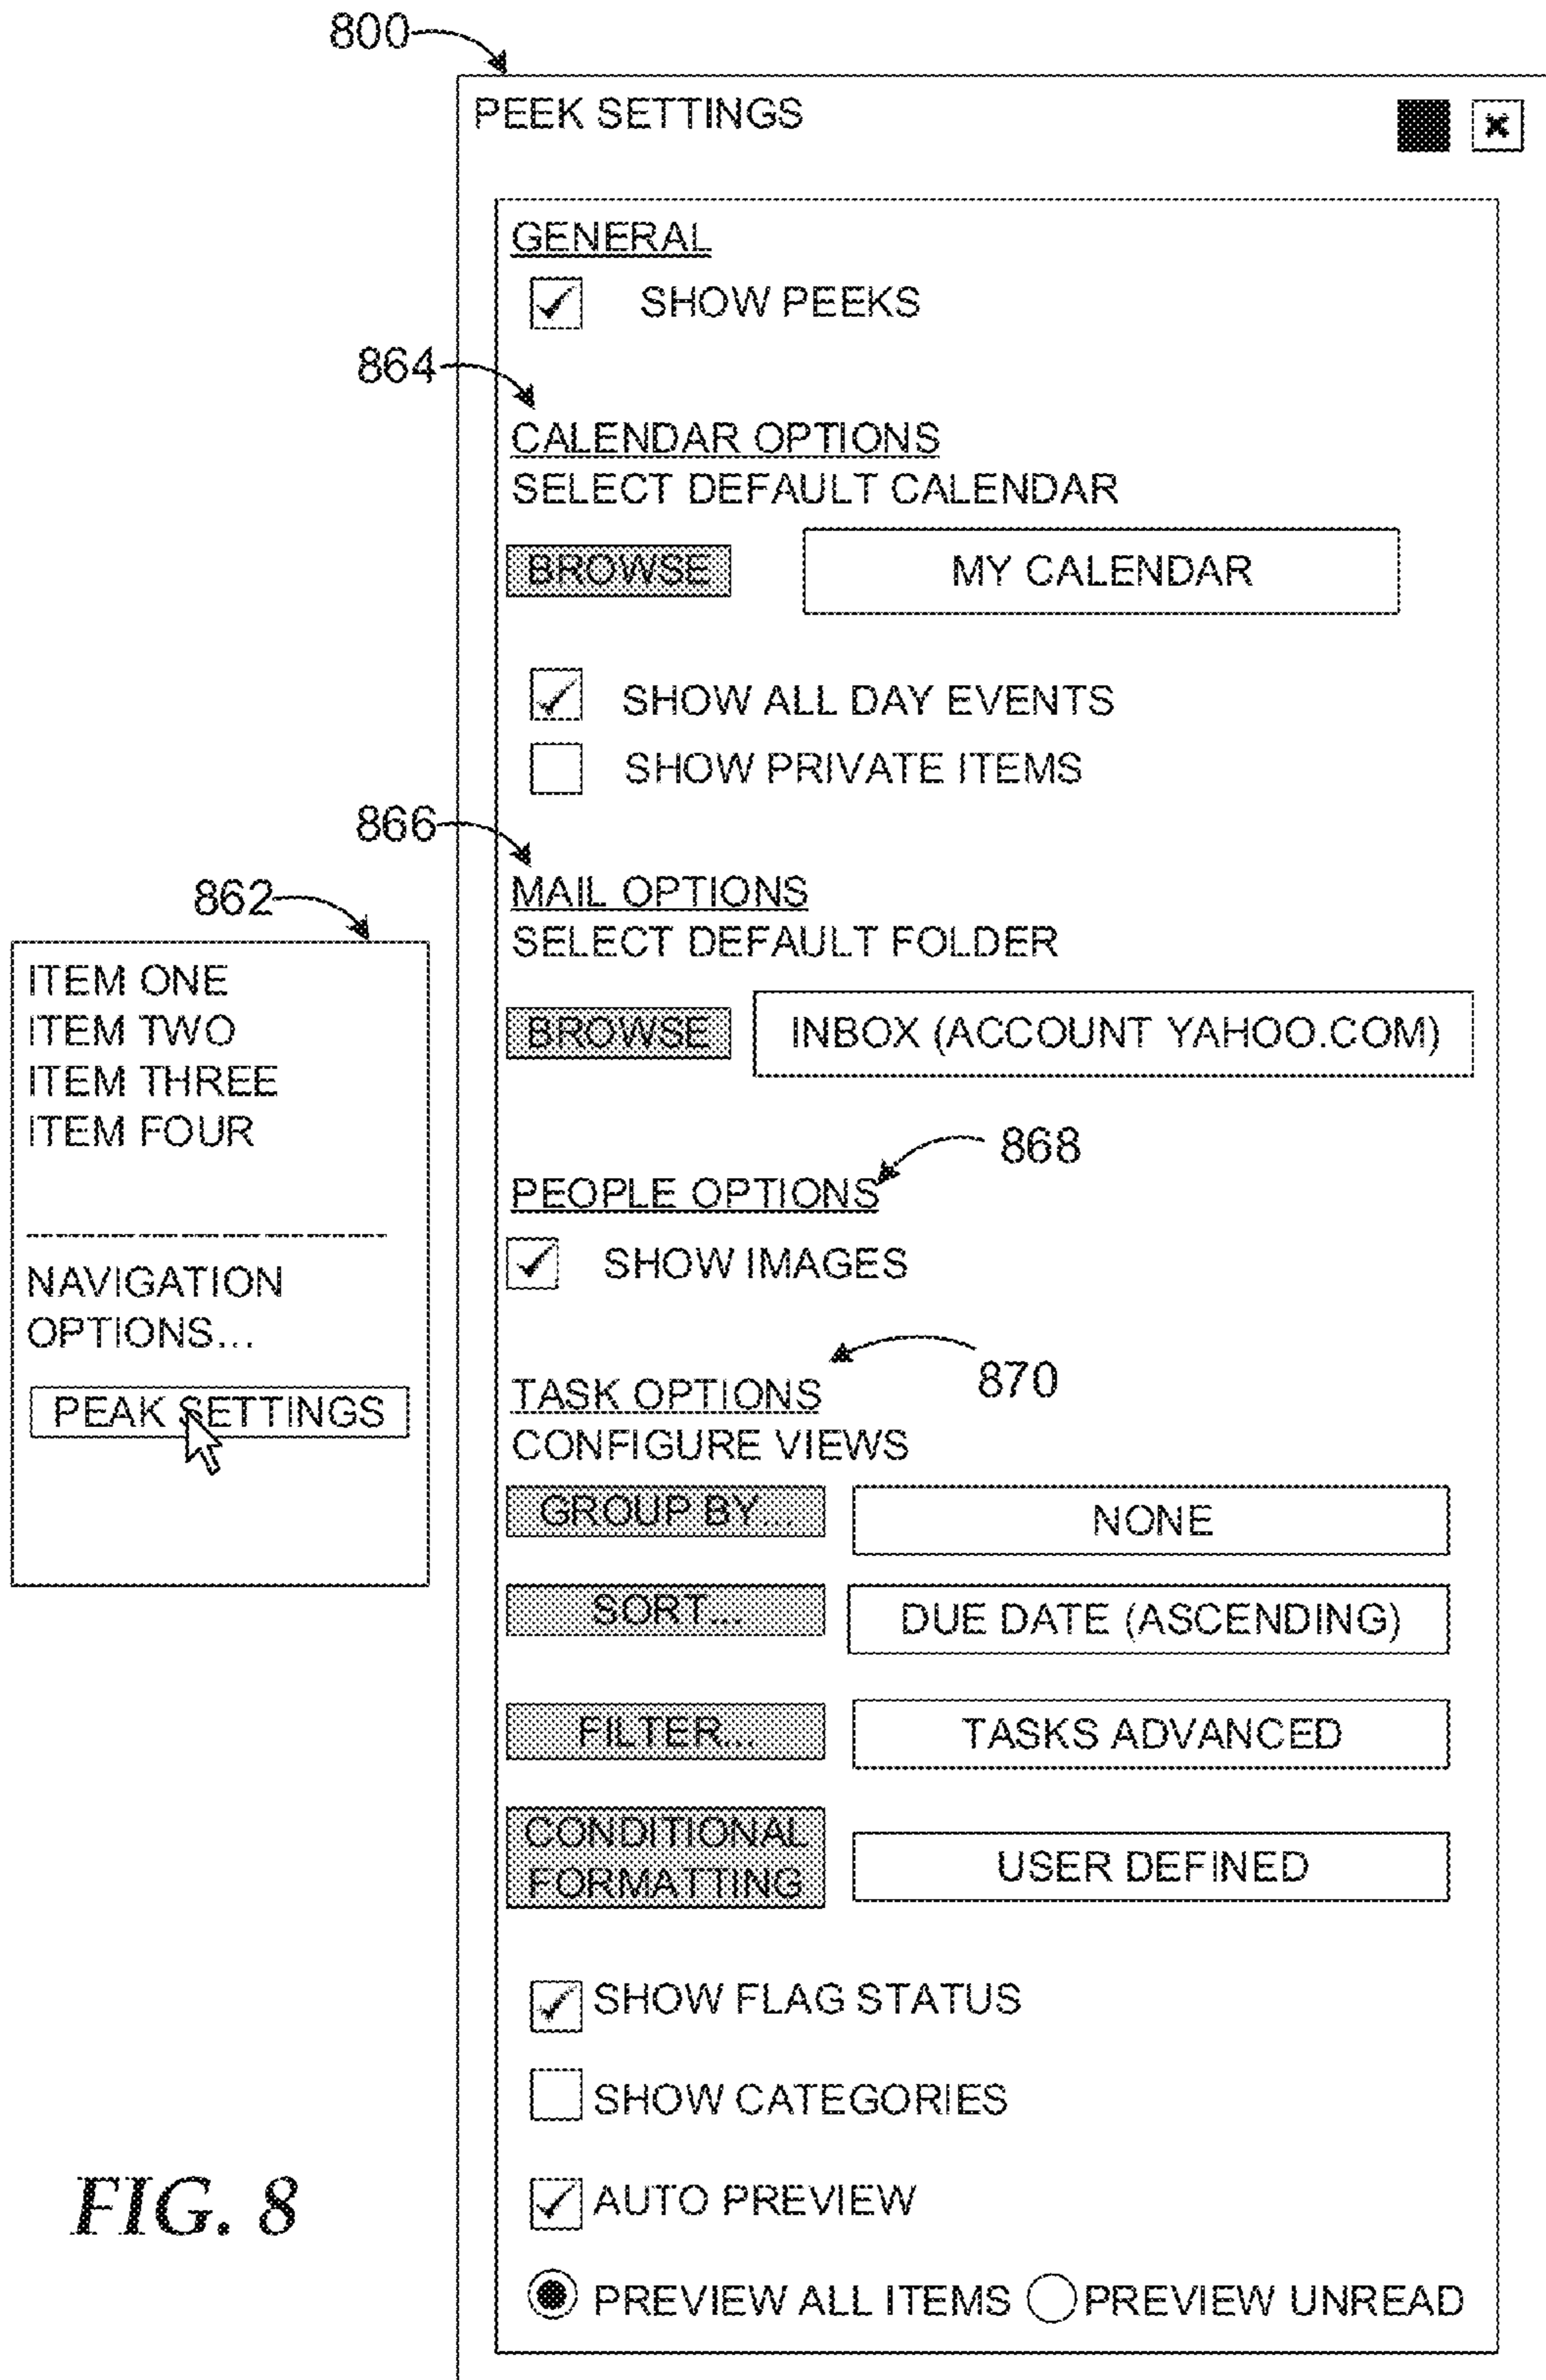 800
PEEK SETTINGS
GENERAL
SHOW PEEKS
864
CALENDAR OPTIONS
SELECT DEFAULT CALENDAR
BROWSE MY CALENDAR
SHOW ALL DAY EVENTS
SHOW PRIVATE ITEMS
866
MAIL OPTIONS
SELECT DEFAULT FOLDER
BROWSE INBOX (ACCOUNT YAHOO.COM)
868
PEOPLE OPTIONS
SHOW IMAGES
870
TASK OPTIONS
CONFIGURE VIEWS
GROUP BY... NONE
SORT... DUE DATE (ASCENDING)
FILTER... TASKS ADVANCED
CONDITIONAL
FORMATTING
USER DEFINED
SHOW FLAG STATUS
SHOW CATEGORIES
AUTO PREVIEW
PREVIEW ALL ITEMS PREVIEW UNREAD
862
ITEM ONE
ITEM TWO
ITEM THREE
ITEM FOUR
NAVIGATION
OPTIONS...
PEAK SETTINGS
FIG. 8